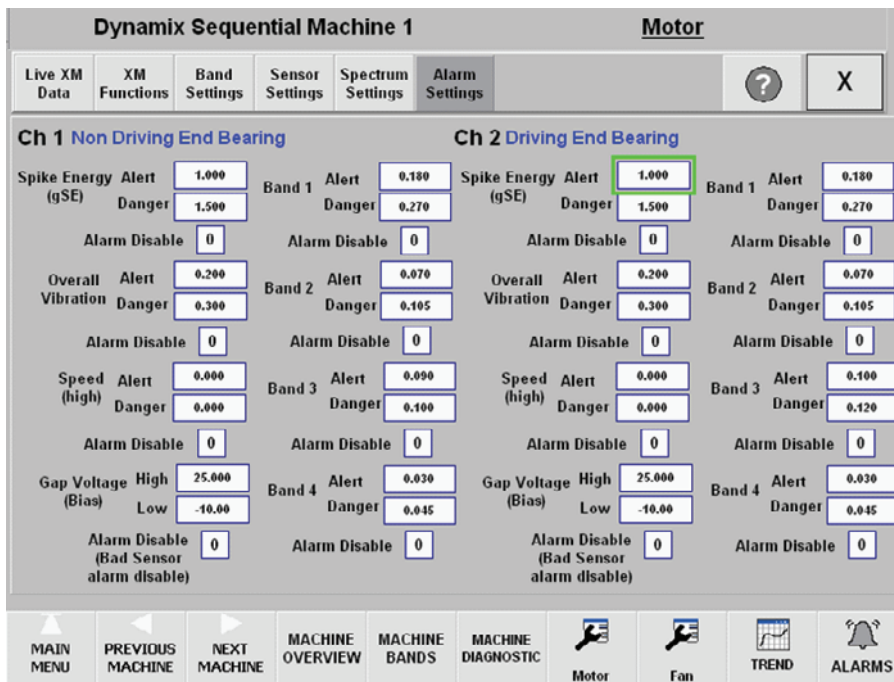 Dynamix Sequential Machine 1 Motor
Live XM Data
XM Functions
Band Settings
Sensor Settings
Spectrum Settings
Alarm Settings
?
X
Ch 1 Non Driving End Bearing
Spike Energy (gSE) Alert 1.000
Danger 1.500
Alarm Disable 0
Overall Vibration Alert 0.200
Danger 0.300
Alarm Disable 0
Speed (high) Alert 0.000
Danger 0.000
Alarm Disable 0
Gap Voltage (Bias) High 25.000
Low -10.00
Alarm Disable 0
(Bad Sensor
alarm disable)
Band 1 Alert 0.180
Danger 0.270
Alarm Disable 0
Band 2 Alert 0.070
Danger 0.105
Alarm Disable 0
Band 3 Alert 0.090
Danger 0.100
Alarm Disable 0
Band 4 Alert 0.030
Danger 0.045
Alarm Disable 0
Ch 2 Driving End Bearing
Spike Energy (gSE) Alert 1.000
Danger 1.500
Alarm Disable 0
Overall Vibration Alert 0.200
Danger 0.300
Alarm Disable 0
Speed (high) Alert 0.000
Danger 0.000
Alarm Disable 0
Gap Voltage (Bias) High 25.000
Low -10.00
Alarm Disable 0
(Bad Sensor
alarm disable)
Band 1 Alert 0.180
Danger 0.270
Alarm Disable 0
Band 2 Alert 0.070
Danger 0.105
Alarm Disable 0
Band 3 Alert 0.100
Danger 0.120
Alarm Disable 0
Band 4 Alert 0.030
Danger 0.045
Alarm Disable 0
MAIN MENU
PREVIOUS MACHINE
NEXT MACHINE
MACHINE OVERVIEW
MACHINE BANDS
MACHINE DIAGNOSTIC
Motor
Fan
TREND
ALARMS